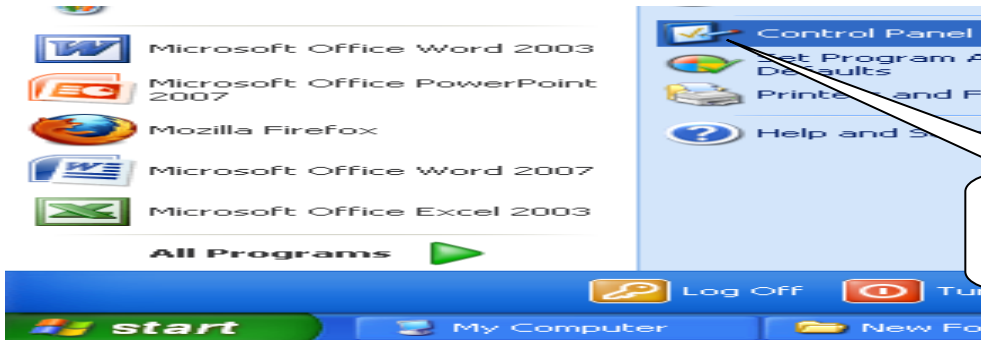 Microsoft Office Word 2003
Microsoft Office PowerPoint
2007
Mozilla Firefox
Microsoft Office Word 2007
Microsoft Office Excel 2003
All Programs
Control Panel
Set Program A
Defaults
Printers and F
Help and S
Log Off
Tu
start
My Computer
New Fo